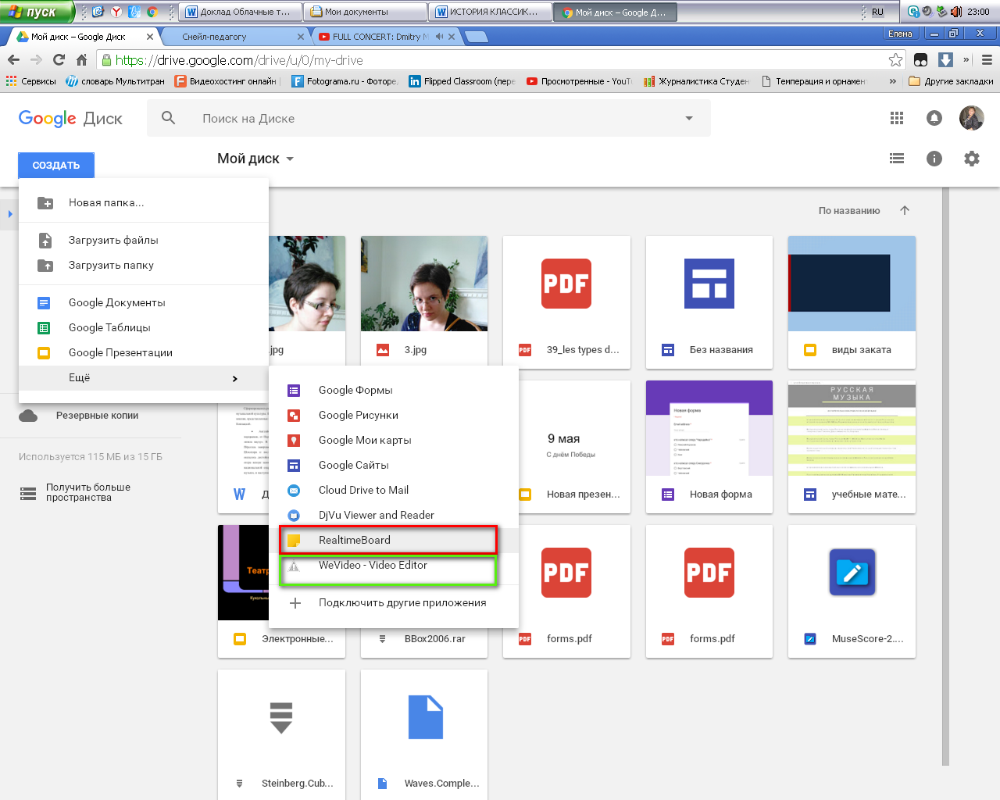 пуск
Доклад Облачные т...
Мои документы
ИСТОРИЯ КЛАССИК...
Мой диск – Google Д...
RU
23:00
Мой диск – Google Диск
Снейл-педагогу
FULL CONCERT: Dmitry
Елена
https://drive.google.com/drive/u/0/my-drive
Сервисы
словарь Мультитран
Видеохостинг онлайн
Fotograma.ru - Фоторе
Flipped Classroom (пере
Просмотренные - YouTu
Журналистика Студен
Темперация и орнамен
»
Другие закладки
Google Диск
Поиск на Диске
СОЗДАТЬ
Мой диск
Новая папка...
Загрузить файлы
Загрузить папку
Google Документы
Google Таблицы
Google Презентации
Ещё
Google Формы
Google Рисунки
Google Мои карты
Google Сайты
Cloud Drive to Mail
DjVu Viewer and Reader
RealtimeBoard
WeVideo - Video Editor
Подключить другие приложения
Резервные копии
Используется 115 МБ из 15 ГБ
Получить больше
пространства
По названию
.jpg
3.jpg
PDF
39_les types d...
Без названия
виды заката
9 мая
С днём Победы
Новая презен...
Новая форма
Новая форма
РУССКАЯ
МУЗЫКА
учебные мате...
Театр
Электронные...
BBox2006.rar
PDF
forms.pdf
PDF
forms.pdf
MuseScore-2....
Steinberg.Cub...
Waves.Comple...